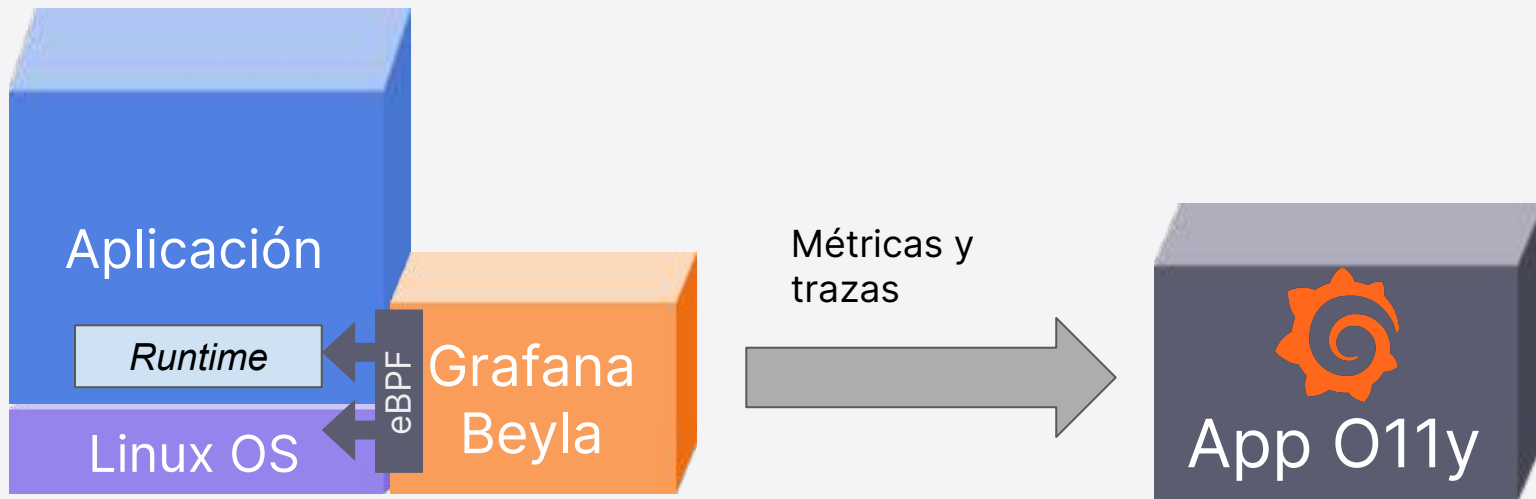 Aplicación
Runtime
Linux OS
eBPF
Grafana
Beyla
Métricas y
trazas
App O11y